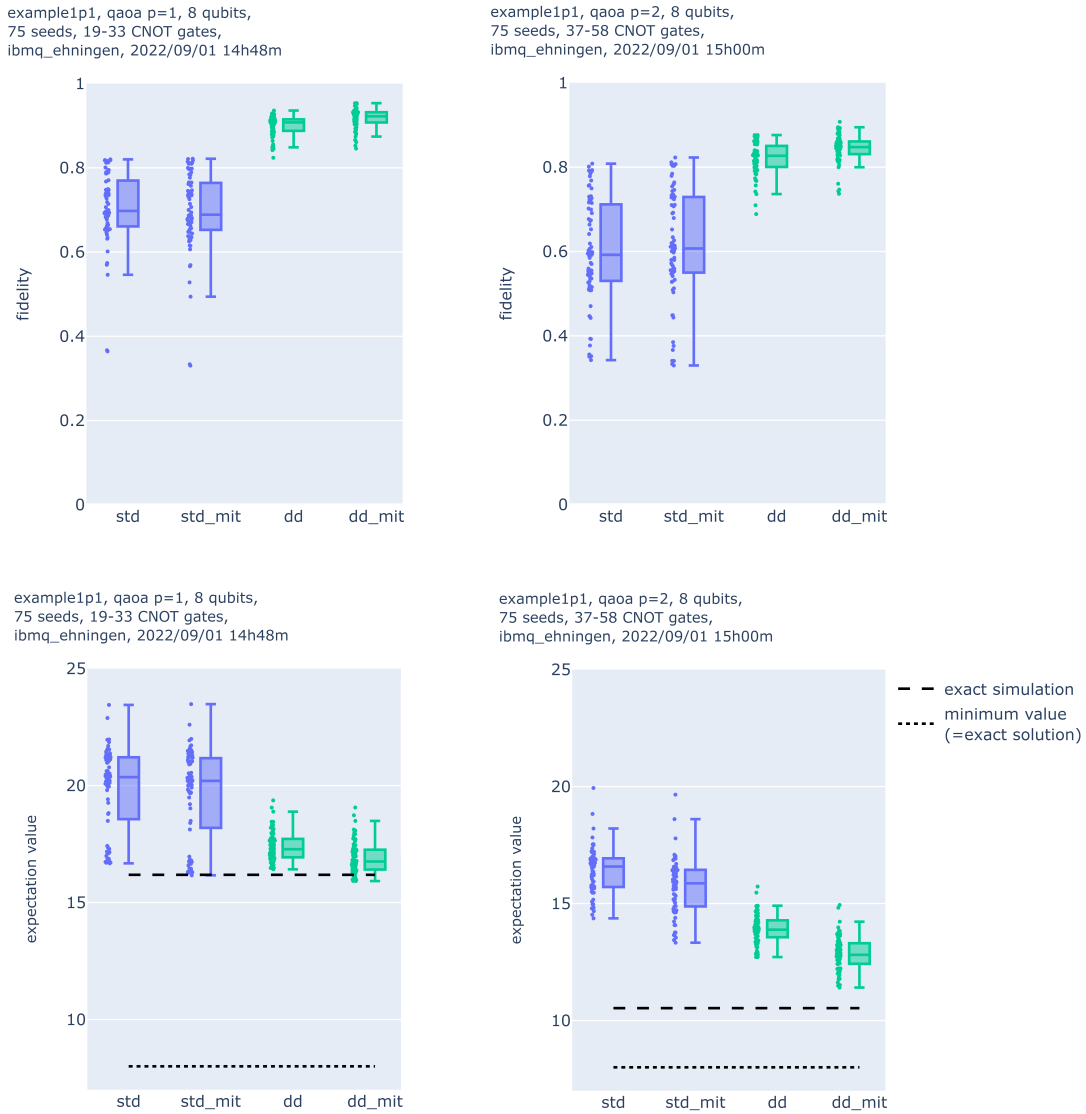 example1p1, qaoa p=1, 8 qubits,
75 seeds, 19-33 CNOT gates,
ibmq_ehningen, 2022/09/01 14h48m
1
0.8
0.6
0.4
0.2
0
fidelity
std
std_mit
dd
dd_mit
example1p1, qaoa p=2, 8 qubits,
75 seeds, 37-58 CNOT gates,
ibmq_ehningen, 2022/09/01 15h00m
1
0.8
0.6
0.4
0.2
0
fidelity
std
std_mit
dd
dd_mit
example1p1, qaoa p=1, 8 qubits,
75 seeds, 19-33 CNOT gates,
ibmq_ehningen, 2022/09/01 14h48m
25
20
15
10
expectation value
std
std_mit
dd
dd_mit
example1p1, qaoa p=2, 8 qubits,
75 seeds, 37-58 CNOT gates,
ibmq_ehningen, 2022/09/01 15h00m
25
20
15
10
expectation value
std
std_mit
dd
dd_mit
exact simulation
minimum value
(=exact solution)